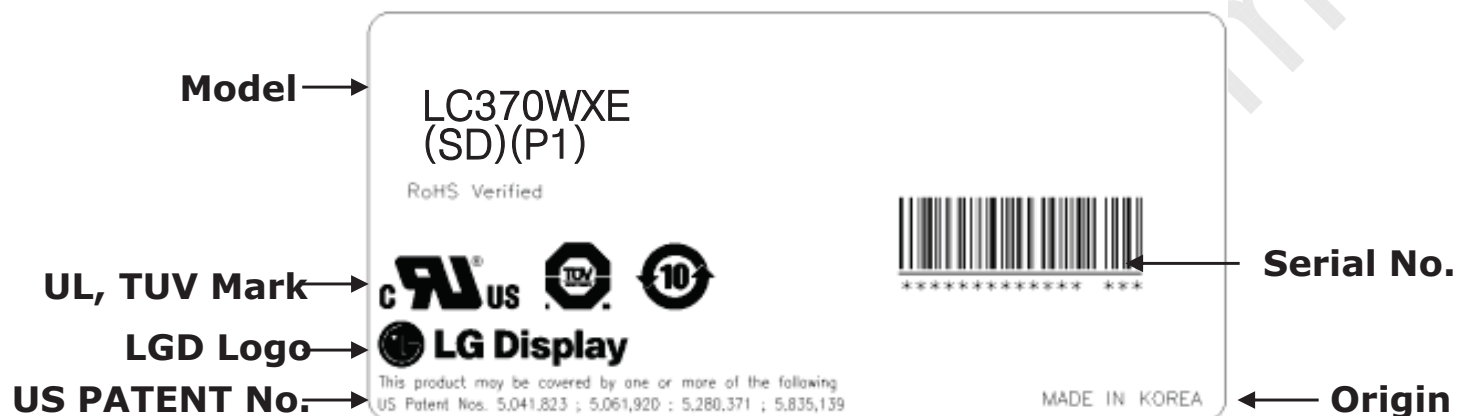 Model
LC370WXE
(SD)(P1)
RoHS Verified
UL, TUV Mark
C RU ® US
TÜV
10
Serial No.
************* ***
LGD Logo
LG Display
US PATENT No.
This product may be covered by one or more of the following
US Patent Nos. 5,041,823 ; 5,061,920 ; 5,280,371 ; 5,835,139
MADE IN KOREA
Origin